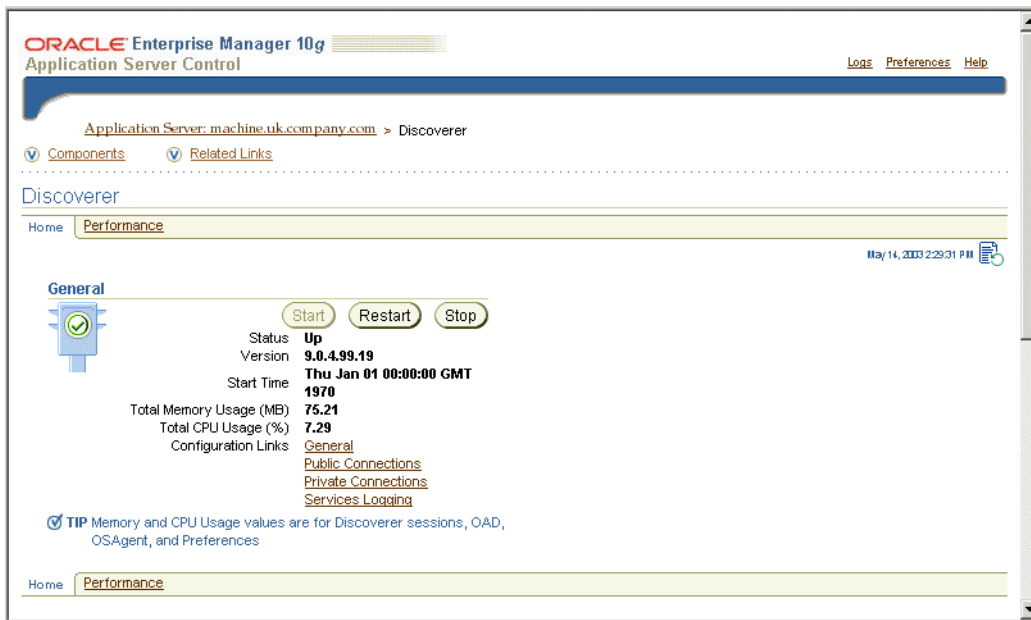 ORACLE Enterprise Manager 10g
Application Server Control
Logs Preferences Help
Application Server: machine.uk.company.com > Discoverer
Components Related Links
Discoverer
Home Performance
May 14, 2003 2:29:31 PM
General
Start Restart Stop
Status Up
Version 9.0.4.99.19
Start Time Thu Jan 01 00:00:00 GMT
1970
Total Memory Usage (MB) 75.21
Total CPU Usage (%) 7.29
Configuration Links General
Public Connections
Private Connections
Services Logging
TIP Memory and CPU Usage values are for Discoverer sessions, OAD,
OSAgent, and Preferences
Home Performance